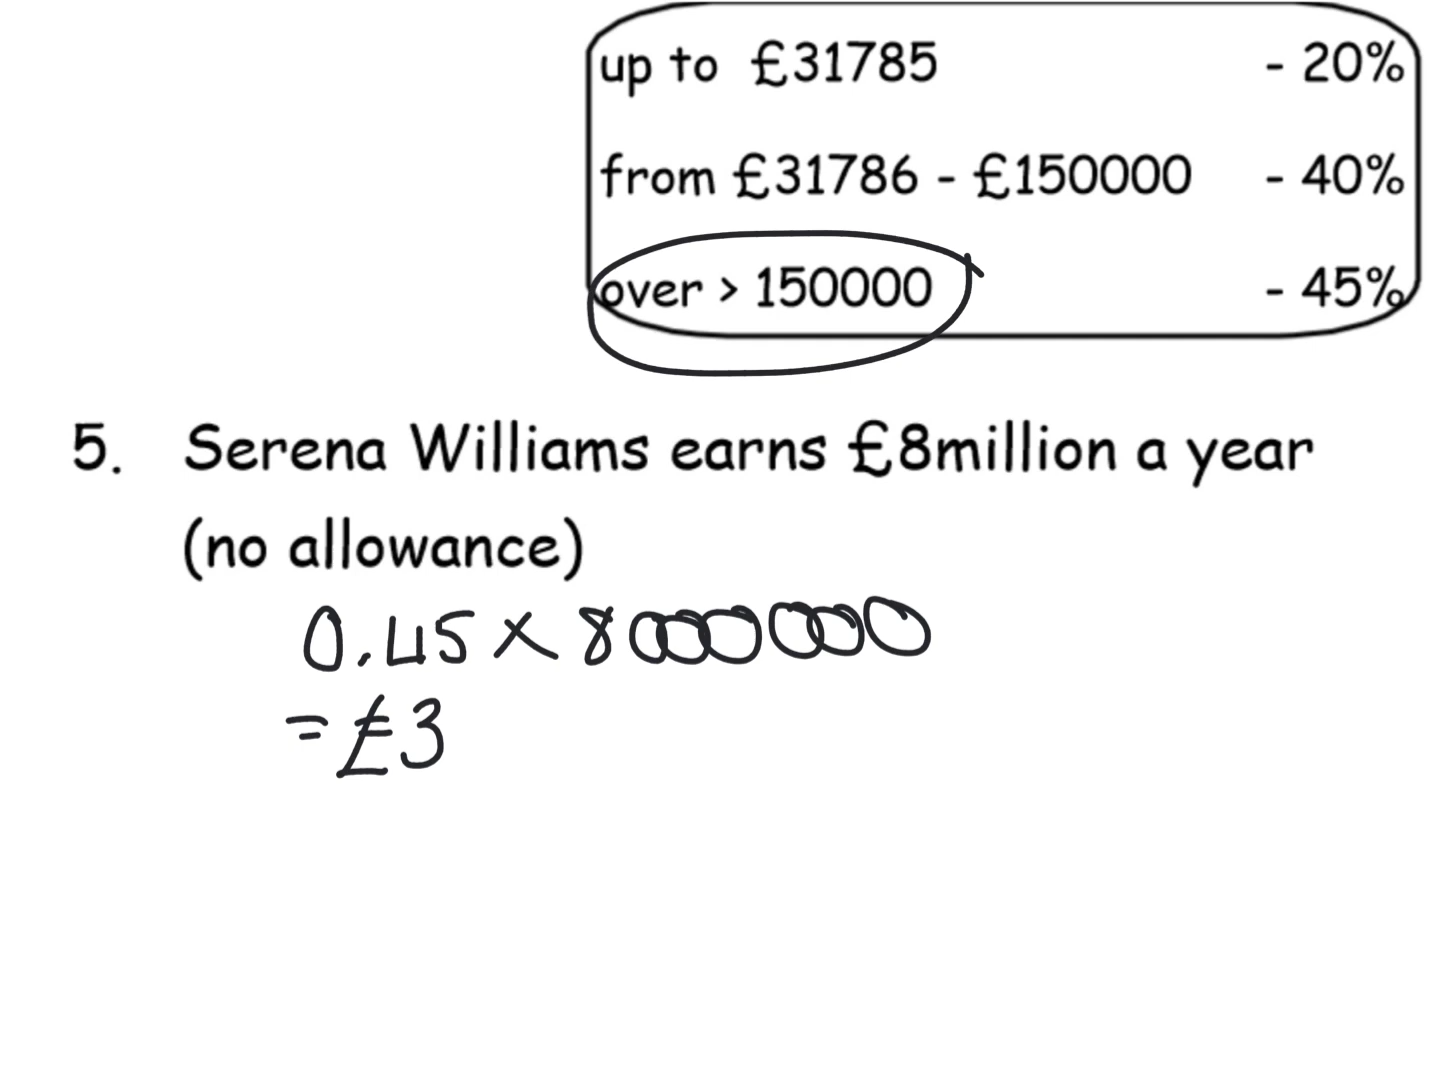 up to £31785 - 20%
from £31786 - £150000 - 40%
over > 150000 - 45%
5. Serena Williams earns £8million a year
(no allowance)
0.45 × 8000000
= £3